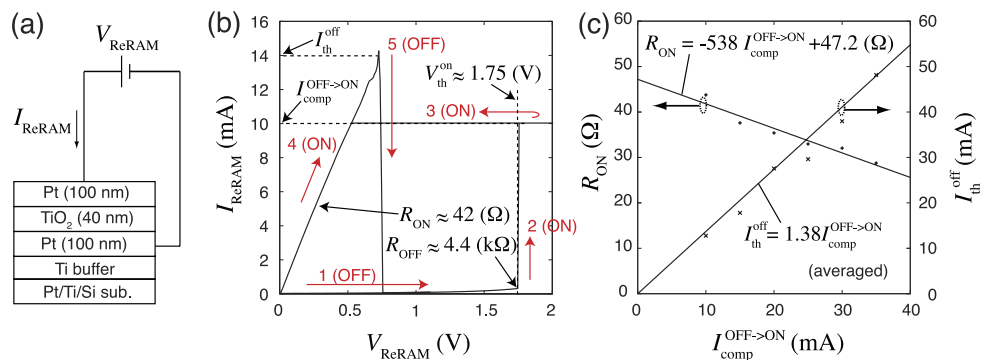 (a)
V_ReRAM
I_ReRAM
Pt (100 nm)
TiO₂ (40 nm)
Pt (100 nm)
Ti buffer
Pt/Ti/Si sub.
(b)
16
14
12
10
8
6
4
2
0
I_ReRAM (mA)
I_th^off
5 (OFF)
V_th^on ≈ 1.75 (V)
I_comp^OFF->ON
3 (ON)
4 (ON)
R_ON ≈ 42 (Ω)
R_OFF ≈ 4.4 (kΩ)
2 (ON)
1 (OFF)
0 0.5 1 1.5 2
V_ReRAM (V)
(c)
60
50
40
30
20
10
0
R_ON (Ω)
R_ON = -538 I_comp^OFF->ON +47.2 (Ω)
I_th^off = 1.38I_comp^OFF->ON
(averaged)
60
50
40
30
20
10
0
I_th^off (mA)
0 10 20 30 40
I_comp^OFF->ON (mA)